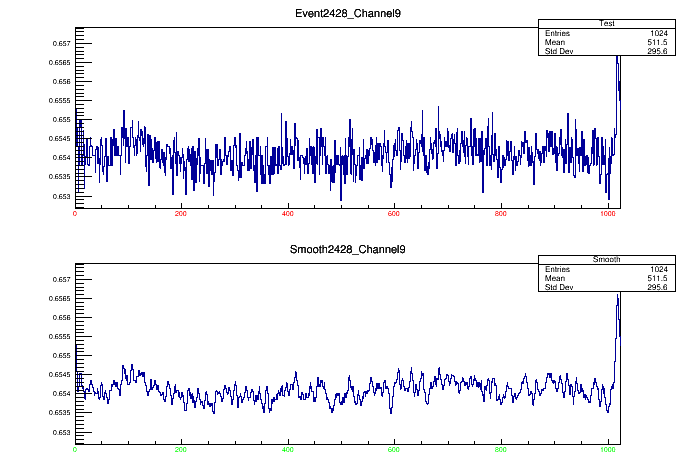 Event2428_Channel9
Test
Entries 1024
Mean 511.5
Std Dev 295.6
0.657
0.6565
0.656
0.6555
0.655
0.6545
0.654
0.6535
0.653
0 200 400 600 800 1000
Smooth2428_Channel9
Smooth
Entries 1024
Mean 511.5
Std Dev 295.6
0.657
0.6565
0.656
0.6555
0.655
0.6545
0.654
0.6535
0.653
0 200 400 600 800 1000